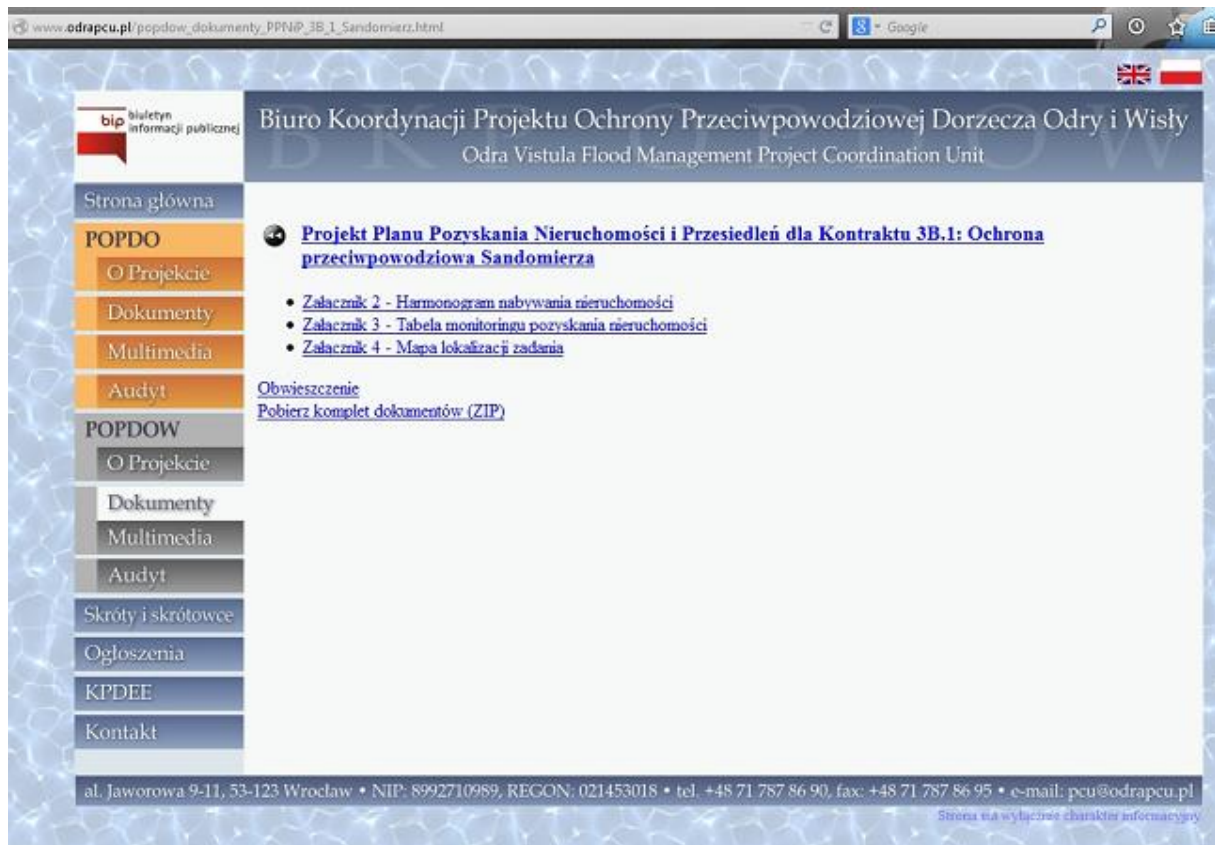 www.odrapcu.pl/popdow_dokumenty_PPNiP_3B_1_Sandomierz.html
Google
bip biuletyn
informacji publicznej
Biuro Koordynacji Projektu Ochrony Przeciwpowodziowej Dorzecza Odry i Wisły
Odra Vistula Flood Management Project Coordination Unit
Strona główna
POPDO
O Projekcie
Dokumenty
Multimedia
Audyt
POPDOW
O Projekcie
Dokumenty
Multimedia
Audyt
Skróty i skrótowce
Ogłoszenia
KPDEE
Kontakt
Projekt Planu Pozyskania Nieruchomości i Przesiedleń dla Kontraktu 3B.1: Ochrona
przeciwpowodziowa Sandomierza
Załacznik 2 - Harmonogram nabywania nieruchomości
Załacznik 3 - Tabela monitoringu pozyskania nieruchomości
Załacznik 4 - Mapa lokalizacji zadania
Obwieszczenie
Pobierz komplet dokumentów (ZIP)
al. Jaworowa 9-11, 53-123 Wrocław • NIP: 8992710989, REGON: 021453018 • tel. +48 71 787 86 90, fax: +48 71 787 86 95 • e-mail: pcu@odrapcu.pl
Strona ma wyłącznie charakter informacyjny